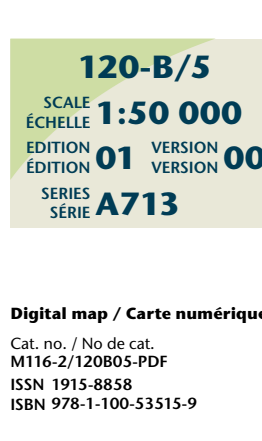 120-B/5
SCALE
ÉCHELLE 1:50 000
EDITION
ÉDITION 01 VERSION
VERSION 00
SERIES
SÉRIE A713
Digital map / Carte numérique
Cat. no. / No de cat.
M116-2/120B05-PDF
ISSN 1915-8858
ISBN 978-1-100-53515-9